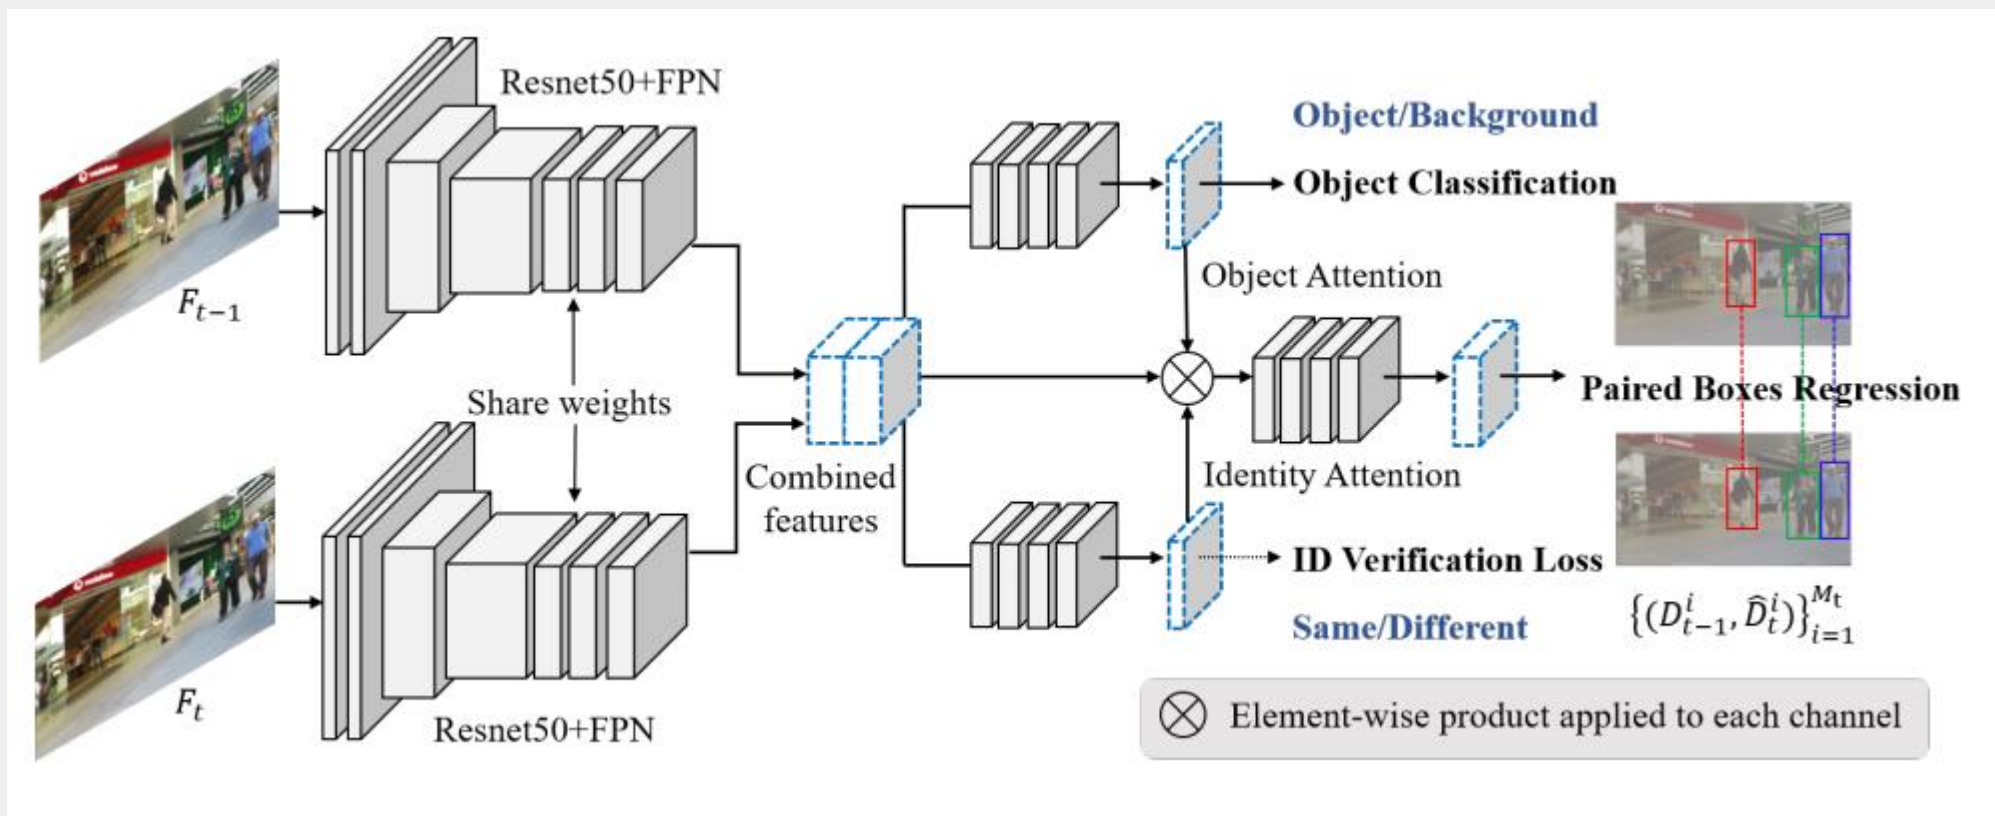 Resnet50+FPN
F_{t-1}
Share weights
F_t
Resnet50+FPN
Combined
features
Object/Background
Object Classification
Object Attention
Paired Boxes Regression
Identity Attention
ID Verification Loss
Same/Different
{(D^i_{t-1}, D̂^i_t)}^{M_t}_{i=1}
⊗ Element-wise product applied to each channel